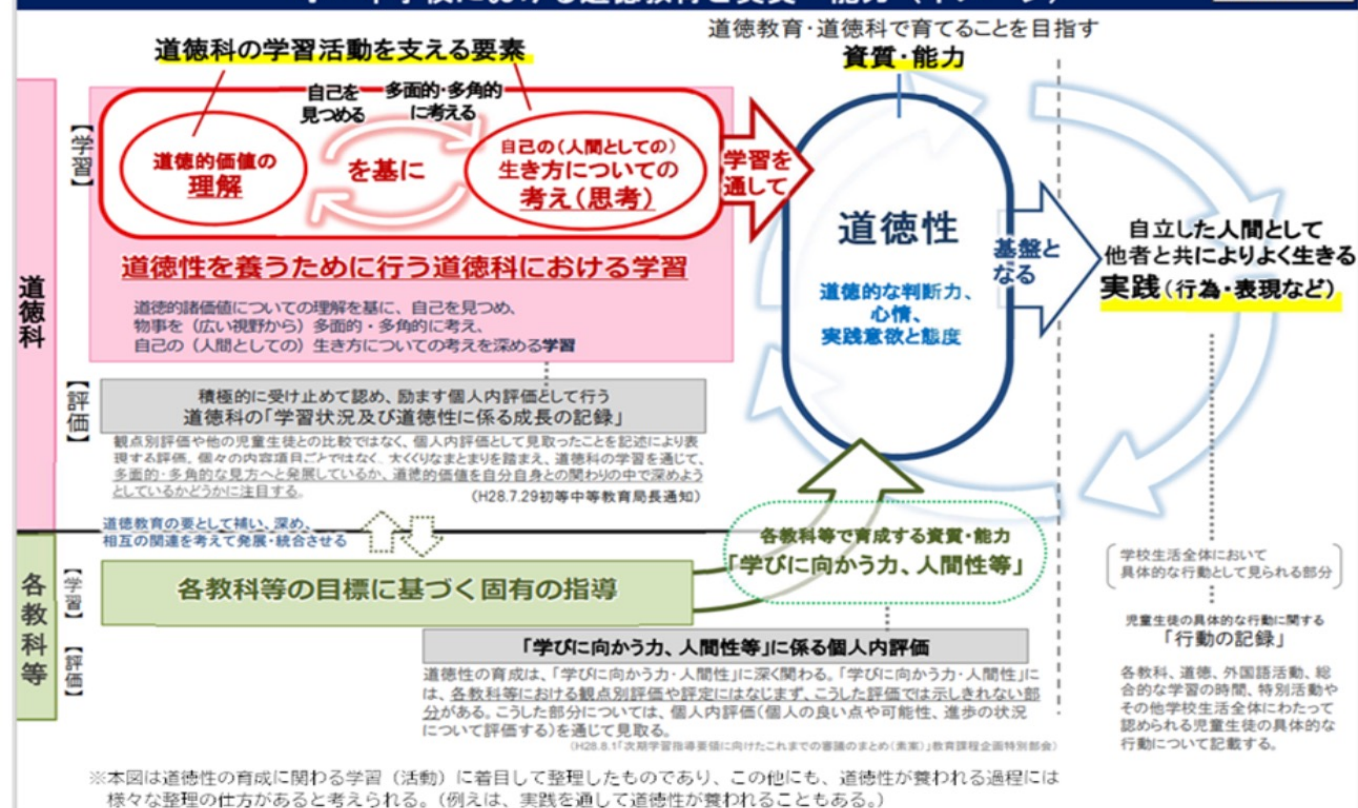 道徳教育・道徳科で育てることを目指す
資質・能力
道徳科の学習活動を支える要素
道徳科
【学習】
自己を
見つめる
多面的・多角的
に考える
道徳的価値の
理解
を基に
自己の(人間としての)
生き方についての
考え(思考)
学習を
通して
道徳性を養うために行う道徳科における学習
道徳的諸価値についての理解を基に、自己を見つめ、
物事を(広い視野から)多面的・多角的に考え、
自己の(人間としての)生き方についての考えを深める学習
道徳性
道徳的な判断力、
心情、
実践意欲と態度
基盤と
なる
自立した人間として
他者と共によりよく生きる
実践(行為・表現など)
【評価】
積極的に受け止めて認め、励ます個人内評価として行う
道徳科の「学習状況及び道徳性に係る成長の記録」
観点別評価や他の児童生徒との比較ではなく、個人内評価として見取ったことを記述により表
現する評価。個々の内容項目ごとではなく、大くくりなまとまりを踏まえ、道徳科の学習を通じて、
多面的・多角的な見方へと発展しているか、道徳的価値を自分自身との関わりの中で深めよう
としているかどうかに注目する。
(H28.7.29初等中等教育局長通知)
道徳教育の要として補い、深め、
相互の関連を考えて発展・統合させる
各教科等
【学習】
各教科等の目標に基づく固有の指導
各教科等で育成する資質・能力
「学びに向かう力、人間性等」
【評価】
「学びに向かう力、人間性等」に係る個人内評価
道徳性の育成は、「学びに向かう力・人間性」に深く関わる。「学びに向かう力・人間性」に
は、各教科等における観点別評価や評定にはなじまず、こうした評価では示しきれない部
分がある。こうした部分については、個人内評価(個人の良い点や可能性、進歩の状況
について評価する)を通じて見取る。
(H28.8.1「次期学習指導要領に向けたこれまでの審議のまとめ(素案)」教育課程企画特別部会)
学校生活全体において
具体的な行動として見られる部分
児童生徒の具体的な行動に関する
「行動の記録」
各教科、道徳、外国語活動、総
合的な学習の時間、特別活動や
その他学校生活全体にわたって
認められる児童生徒の具体的な
行動について記載する。
※本図は道徳性の育成に関わる学習(活動)に着目して整理したものであり、この他にも、道徳性が養われる過程には
様々な整理の仕方があると考えられる。(例えば、実践を通して道徳性が養われることもある。)